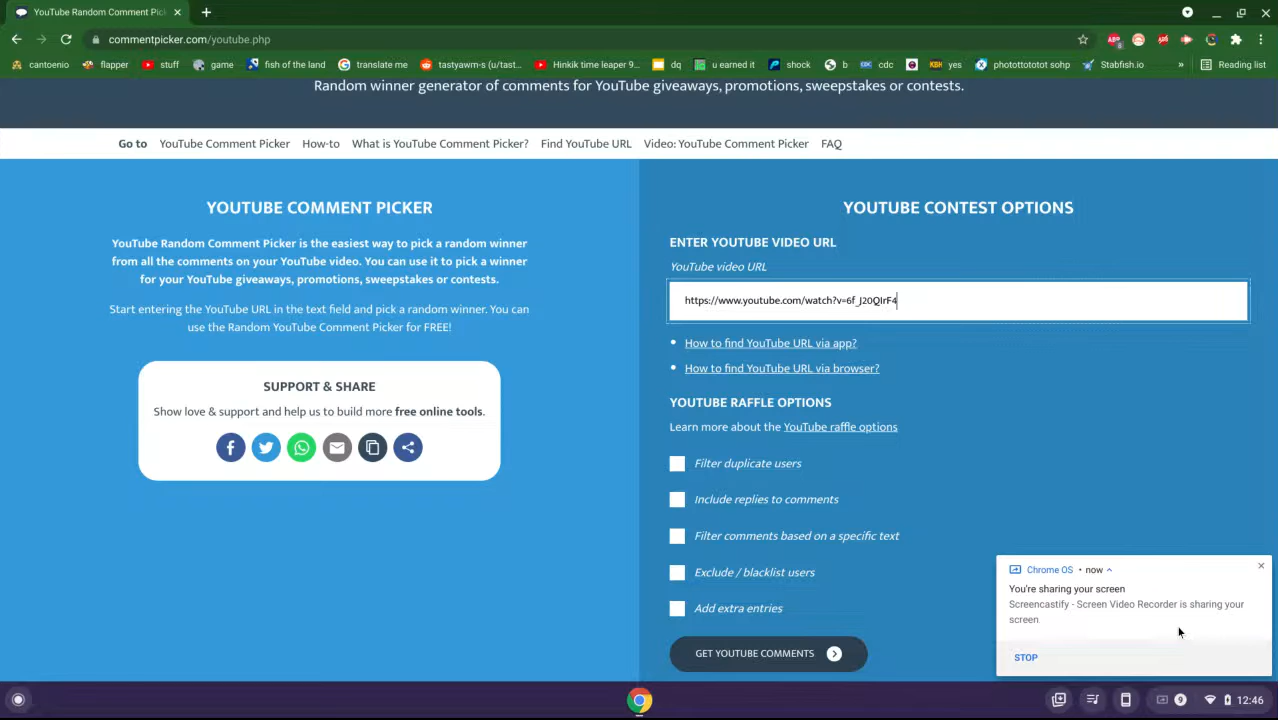 YouTube Random Comment Pic
commentpicker.com/youtube.php
cantoenio
flapper
stuff
game
fish of the land
translate me
tastyawm-s (u/tast...
Hinkik time leaper 9...
dq
u earned it
shock
b
cdc
yes
photottototot sohp
Stabfish.io
»
Reading list
Random winner generator of comments for YouTube giveaways, promotions, sweepstakes or contests.
Go to YouTube Comment Picker How-to What is YouTube Comment Picker? Find YouTube URL Video: YouTube Comment Picker FAQ
YOUTUBE COMMENT PICKER
YouTube Random Comment Picker is the easiest way to pick a random winner
from all the comments on your YouTube video. You can use it to pick a winner
for your YouTube giveaways, promotions, sweepstakes or contests.
Start entering the YouTube URL in the text field and pick a random winner. You can
use the Random YouTube Comment Picker for FREE!
SUPPORT & SHARE
Show love & support and help us to build more free online tools.
YOUTUBE CONTEST OPTIONS
ENTER YOUTUBE VIDEO URL
YouTube video URL
https://www.youtube.com/watch?v=6f_J20QIrF4
• How to find YouTube URL via app?
• How to find YouTube URL via browser?
YOUTUBE RAFFLE OPTIONS
Learn more about the YouTube raffle options
Filter duplicate users
Include replies to comments
Filter comments based on a specific text
Exclude / blacklist users
Add extra entries
GET YOUTUBE COMMENTS
Chrome OS • now
You're sharing your screen
Screencastify - Screen Video Recorder is sharing your
screen.
STOP
9
12:46